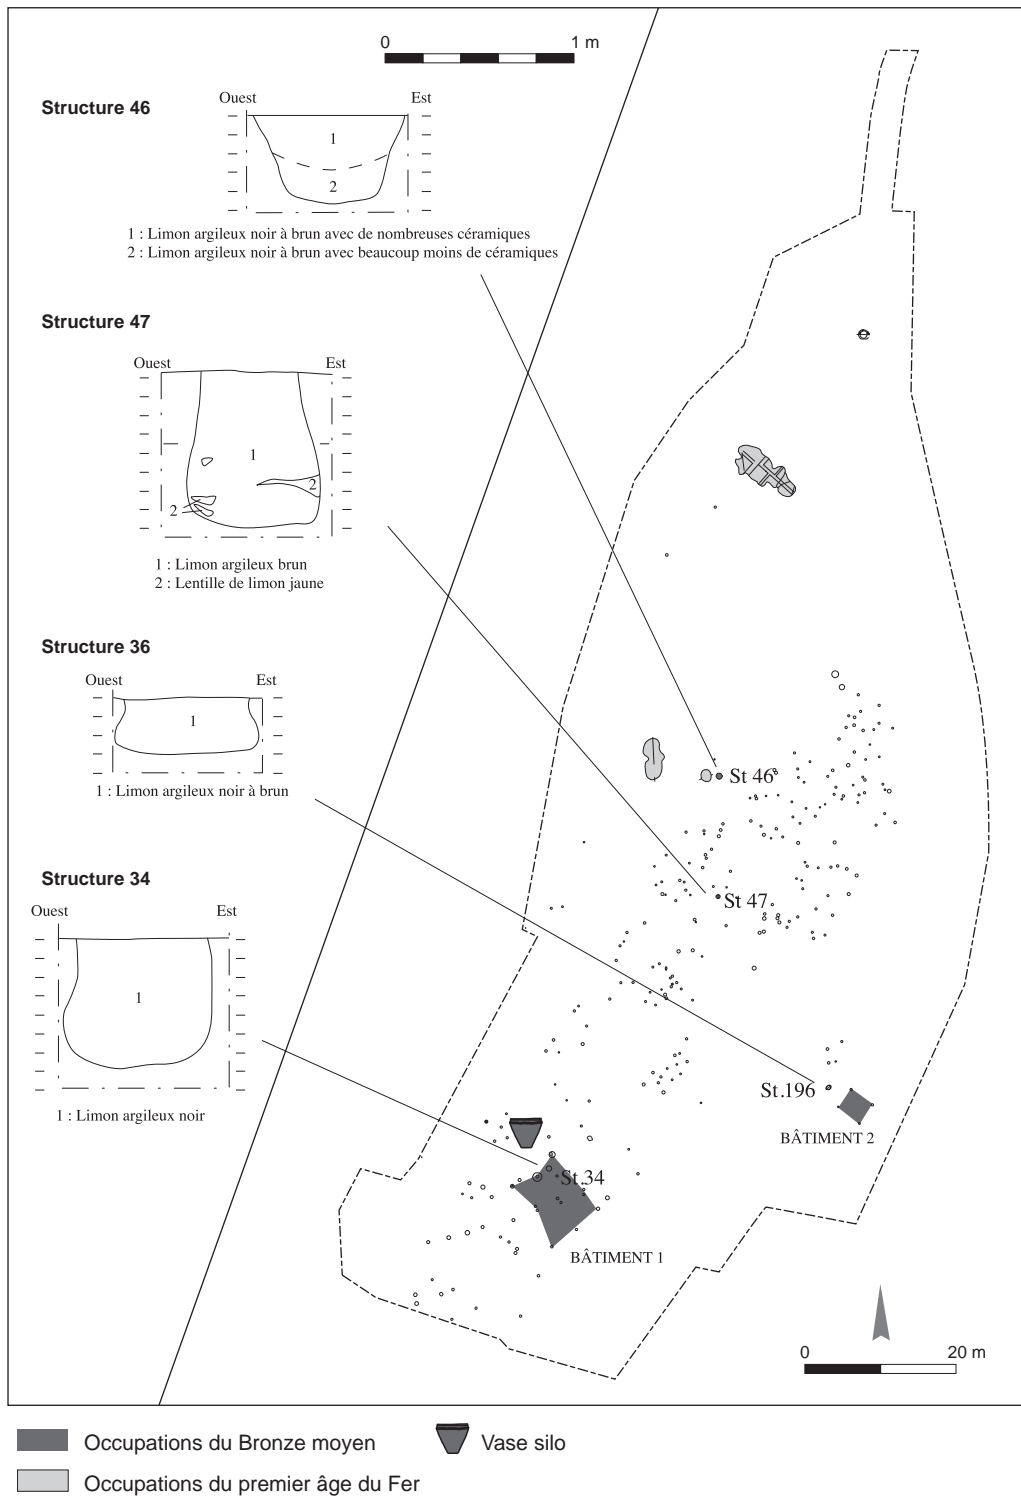 0 1 m
Structure 46
Ouest Est
1
2
1 : Limon argileux noir à brun avec de nombreuses céramiques
2 : Limon argileux noir à brun avec beaucoup moins de céramiques
Structure 47
Ouest Est
1
2
2
1 : Limon argileux brun
2 : Lentille de limon jaune
Structure 36
Ouest Est
1
1 : Limon argileux noir à brun
Structure 34
Ouest Est
1
1 : Limon argileux noir
St 46
St 47
St.196
BÂTIMENT 2
St.34
BÂTIMENT 1
0 20 m
Occupations du Bronze moyen
Vase silo
Occupations du premier âge du Fer